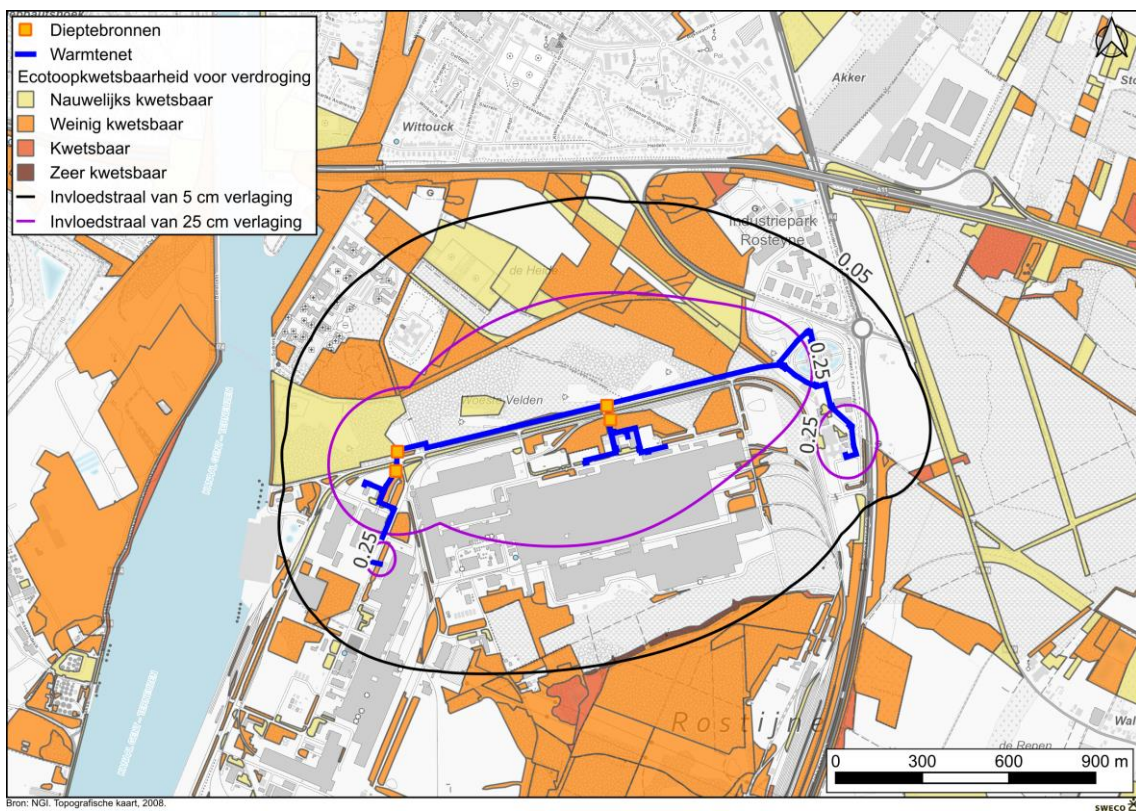 Dieptebronnen
Warmtenet
Ecotoopkwetsbaarheid voor verdroging
Nauwelijks kwetsbaar
Weinig kwetsbaar
Kwetsbaar
Zeer kwetsbaar
Invloedstraal van 5 cm verlaging
Invloedstraal van 25 cm verlaging
Wittouck
Akker
Industriepark
Rosteyne
de Heide
0.05
0.25
Woeste Velden
0.25
0.25
Rostijne
de Repen
0 300 600 900 m
Bron: NGI. Topografische kaart, 2008.
SWECO